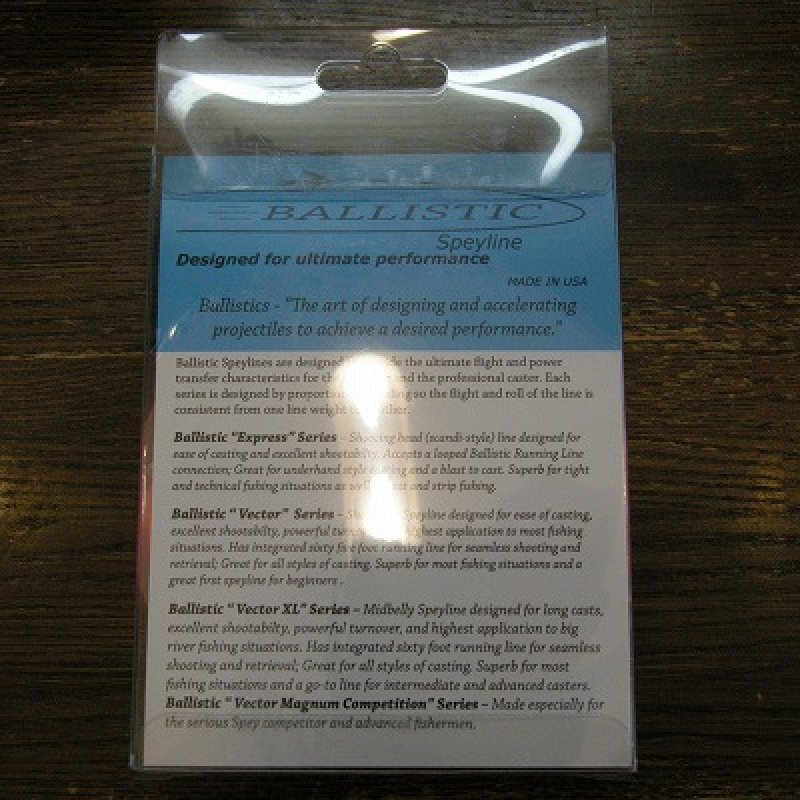 BALLISTIC
Speyline
Designed for ultimate performance
MADE IN USA
Ballistics - "The art of designing and accelerating
projectiles to achieve a desired performance."
Ballistic Speylines are designed the ultimate flight and power
transfer characteristics for and the professional caster. Each
series is designed by so the flight and roll of the line is
consistent from one line weight
Ballistic "Express" Series – Shooting head (scandi-style) line designed for
ease of casting and excellent shootabilty. Accepts a looped Ballistic Running Line
connection; Great for underhand style casting and a blast to cast. Superb for tight
and technical fishing situations as and strip fishing.
Ballistic " Vector" Series – Speyline designed for ease of casting,
excellent shootabilty, powerful highest application to most fishing
situations. Has integrated sixty five foot running line for seamless shooting and
retrieval; Great for all styles of casting. Superb for most fishing situations and a
great first speyline for beginners .
Ballistic " Vector XL" Series – Midbelly Speyline designed for long casts,
excellent shootabilty, powerful turnover, and highest application to big
river fishing situations. Has integrated sixty foot running line for seamless
shooting and retrieval; Great for all styles of casting. Superb for most
fishing situations and a go-to line for intermediate and advanced casters.
Ballistic " Vector Magnum Competition" Series – Made especially for
the serious Spey competitor and advanced fishermen.